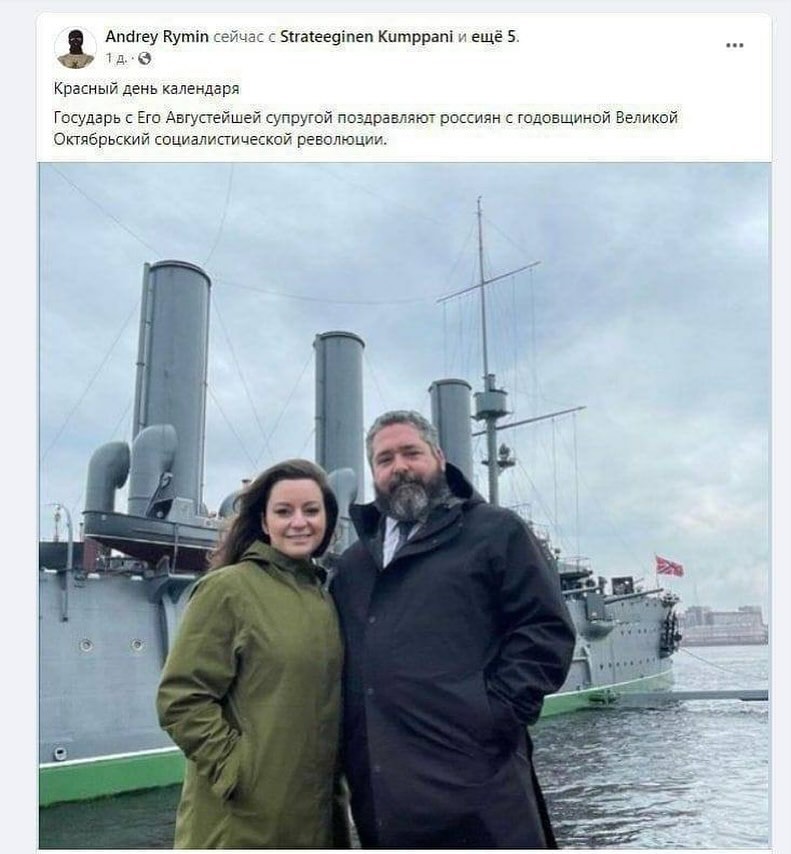 Andrey Rymin сейчас с Strateeginen Kumppani и ещё 5.
1 д. ·
Красный день календаря
Государь с Его Августейшей супругой поздравляют россиян с годовщиной Великой
Октябрьский социалистической революции.